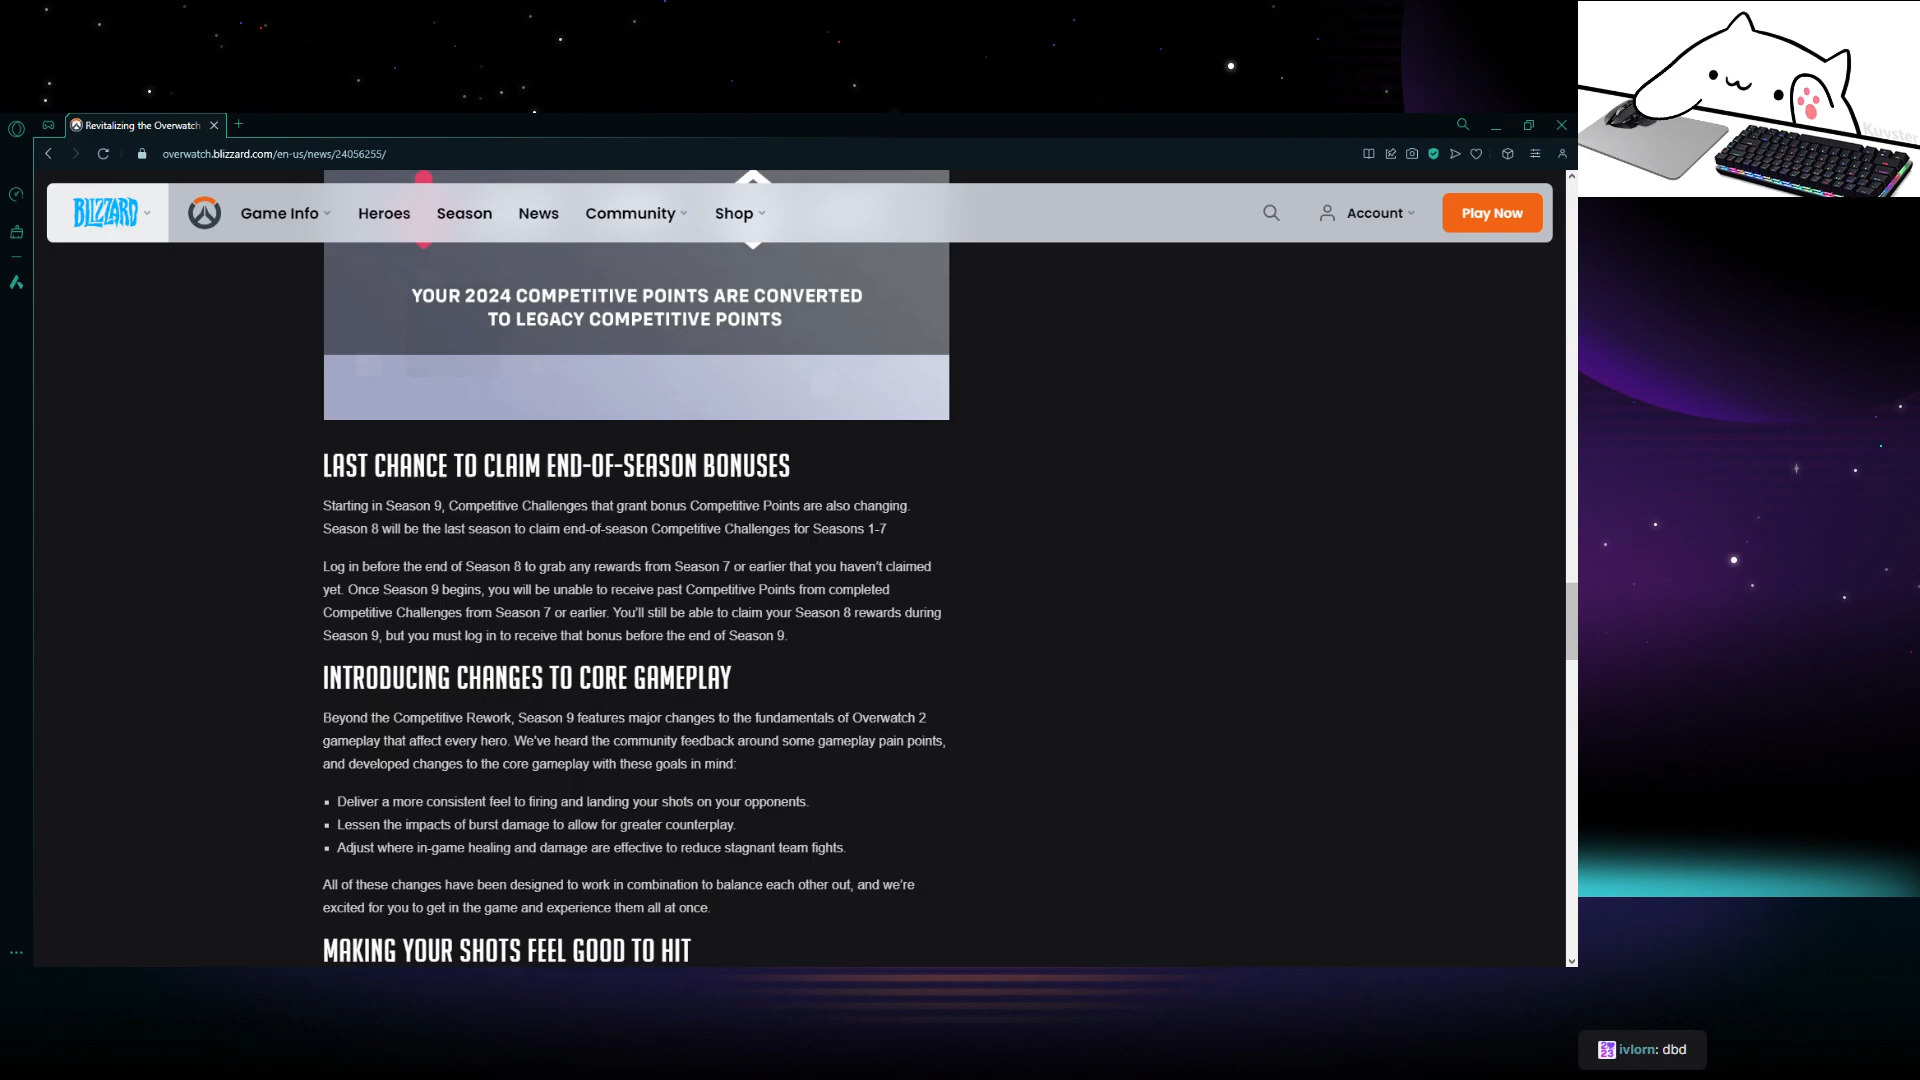 Kuvster
Revitalizing the Overwatch
overwatch.blizzard.com/en-us/news/24056255/
BLIZZARD
Game Info
Heroes
Season
News
Community
Shop
Account
Play Now
YOUR 2024 COMPETITIVE POINTS ARE CONVERTED
TO LEGACY COMPETITIVE POINTS
LAST CHANCE TO CLAIM END-OF-SEASON BONUSES
Starting in Season 9, Competitive Challenges that grant bonus Competitive Points are also changing.
Season 8 will be the last season to claim end-of-season Competitive Challenges for Seasons 1-7
Log in before the end of Season 8 to grab any rewards from Season 7 or earlier that you haven't claimed
yet. Once Season 9 begins, you will be unable to receive past Competitive Points from completed
Competitive Challenges from Season 7 or earlier. You'll still be able to claim your Season 8 rewards during
Season 9, but you must log in to receive that bonus before the end of Season 9.
INTRODUCING CHANGES TO CORE GAMEPLAY
Beyond the Competitive Rework, Season 9 features major changes to the fundamentals of Overwatch 2
gameplay that affect every hero. We've heard the community feedback around some gameplay pain points,
and developed changes to the core gameplay with these goals in mind:
Deliver a more consistent feel to firing and landing your shots on your opponents.
Lessen the impacts of burst damage to allow for greater counterplay.
Adjust where in-game healing and damage are effective to reduce stagnant team fights.
All of these changes have been designed to work in combination to balance each other out, and we're
excited for you to get in the game and experience them all at once.
MAKING YOUR SHOTS FEEL GOOD TO HIT
ivlorn: dbd